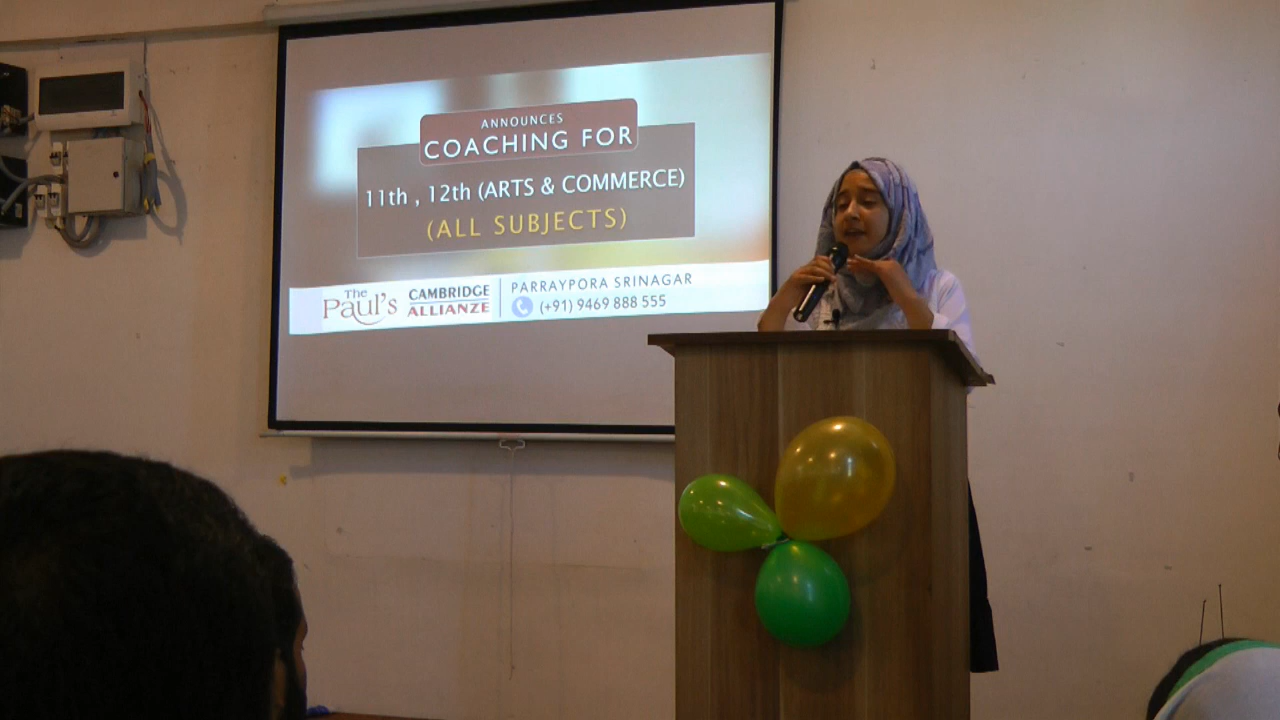 ANNOUNCES
COACHING FOR
11th , 12th (ARTS & COMMERCE)
(ALL SUBJECTS)
The
Paul's
CAMBRIDGE
ALLIANZE
PARRAYPORA SRINAGAR
(+91) 9469 888 555